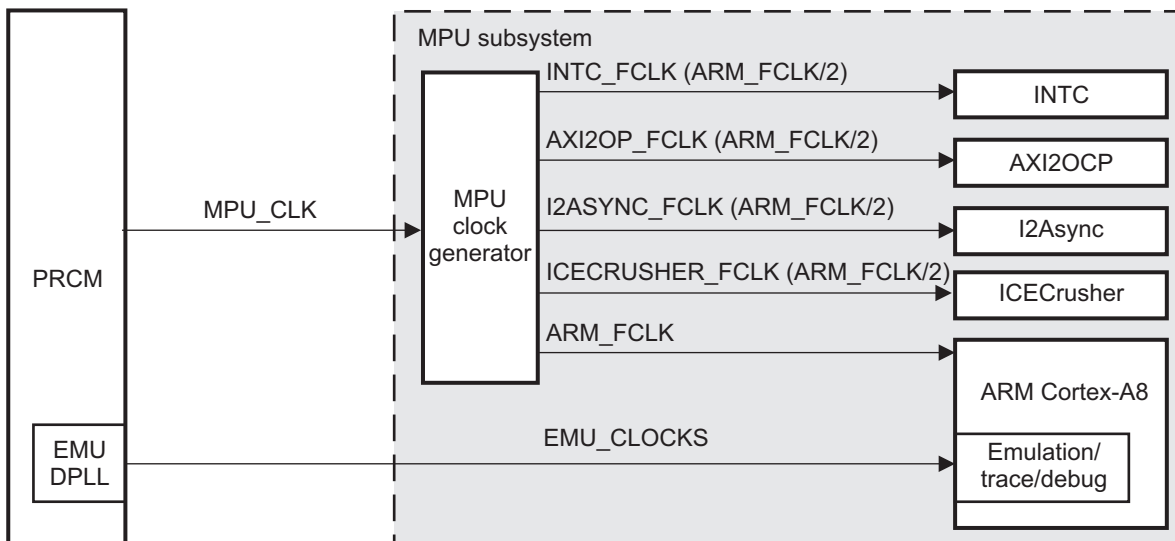 MPU subsystem
INTC_FCLK (ARM_FCLK/2)
INTC
AXI2OP_FCLK (ARM_FCLK/2)
AXI2OCP
MPU_CLK
MPU
clock
generator
I2ASYNC_FCLK (ARM_FCLK/2)
I2Async
PRCM
ICECRUSHER_FCLK (ARM_FCLK/2)
ICECrusher
ARM_FCLK
ARM Cortex-A8
EMU
DPLL
EMU_CLOCKS
Emulation/
trace/debug